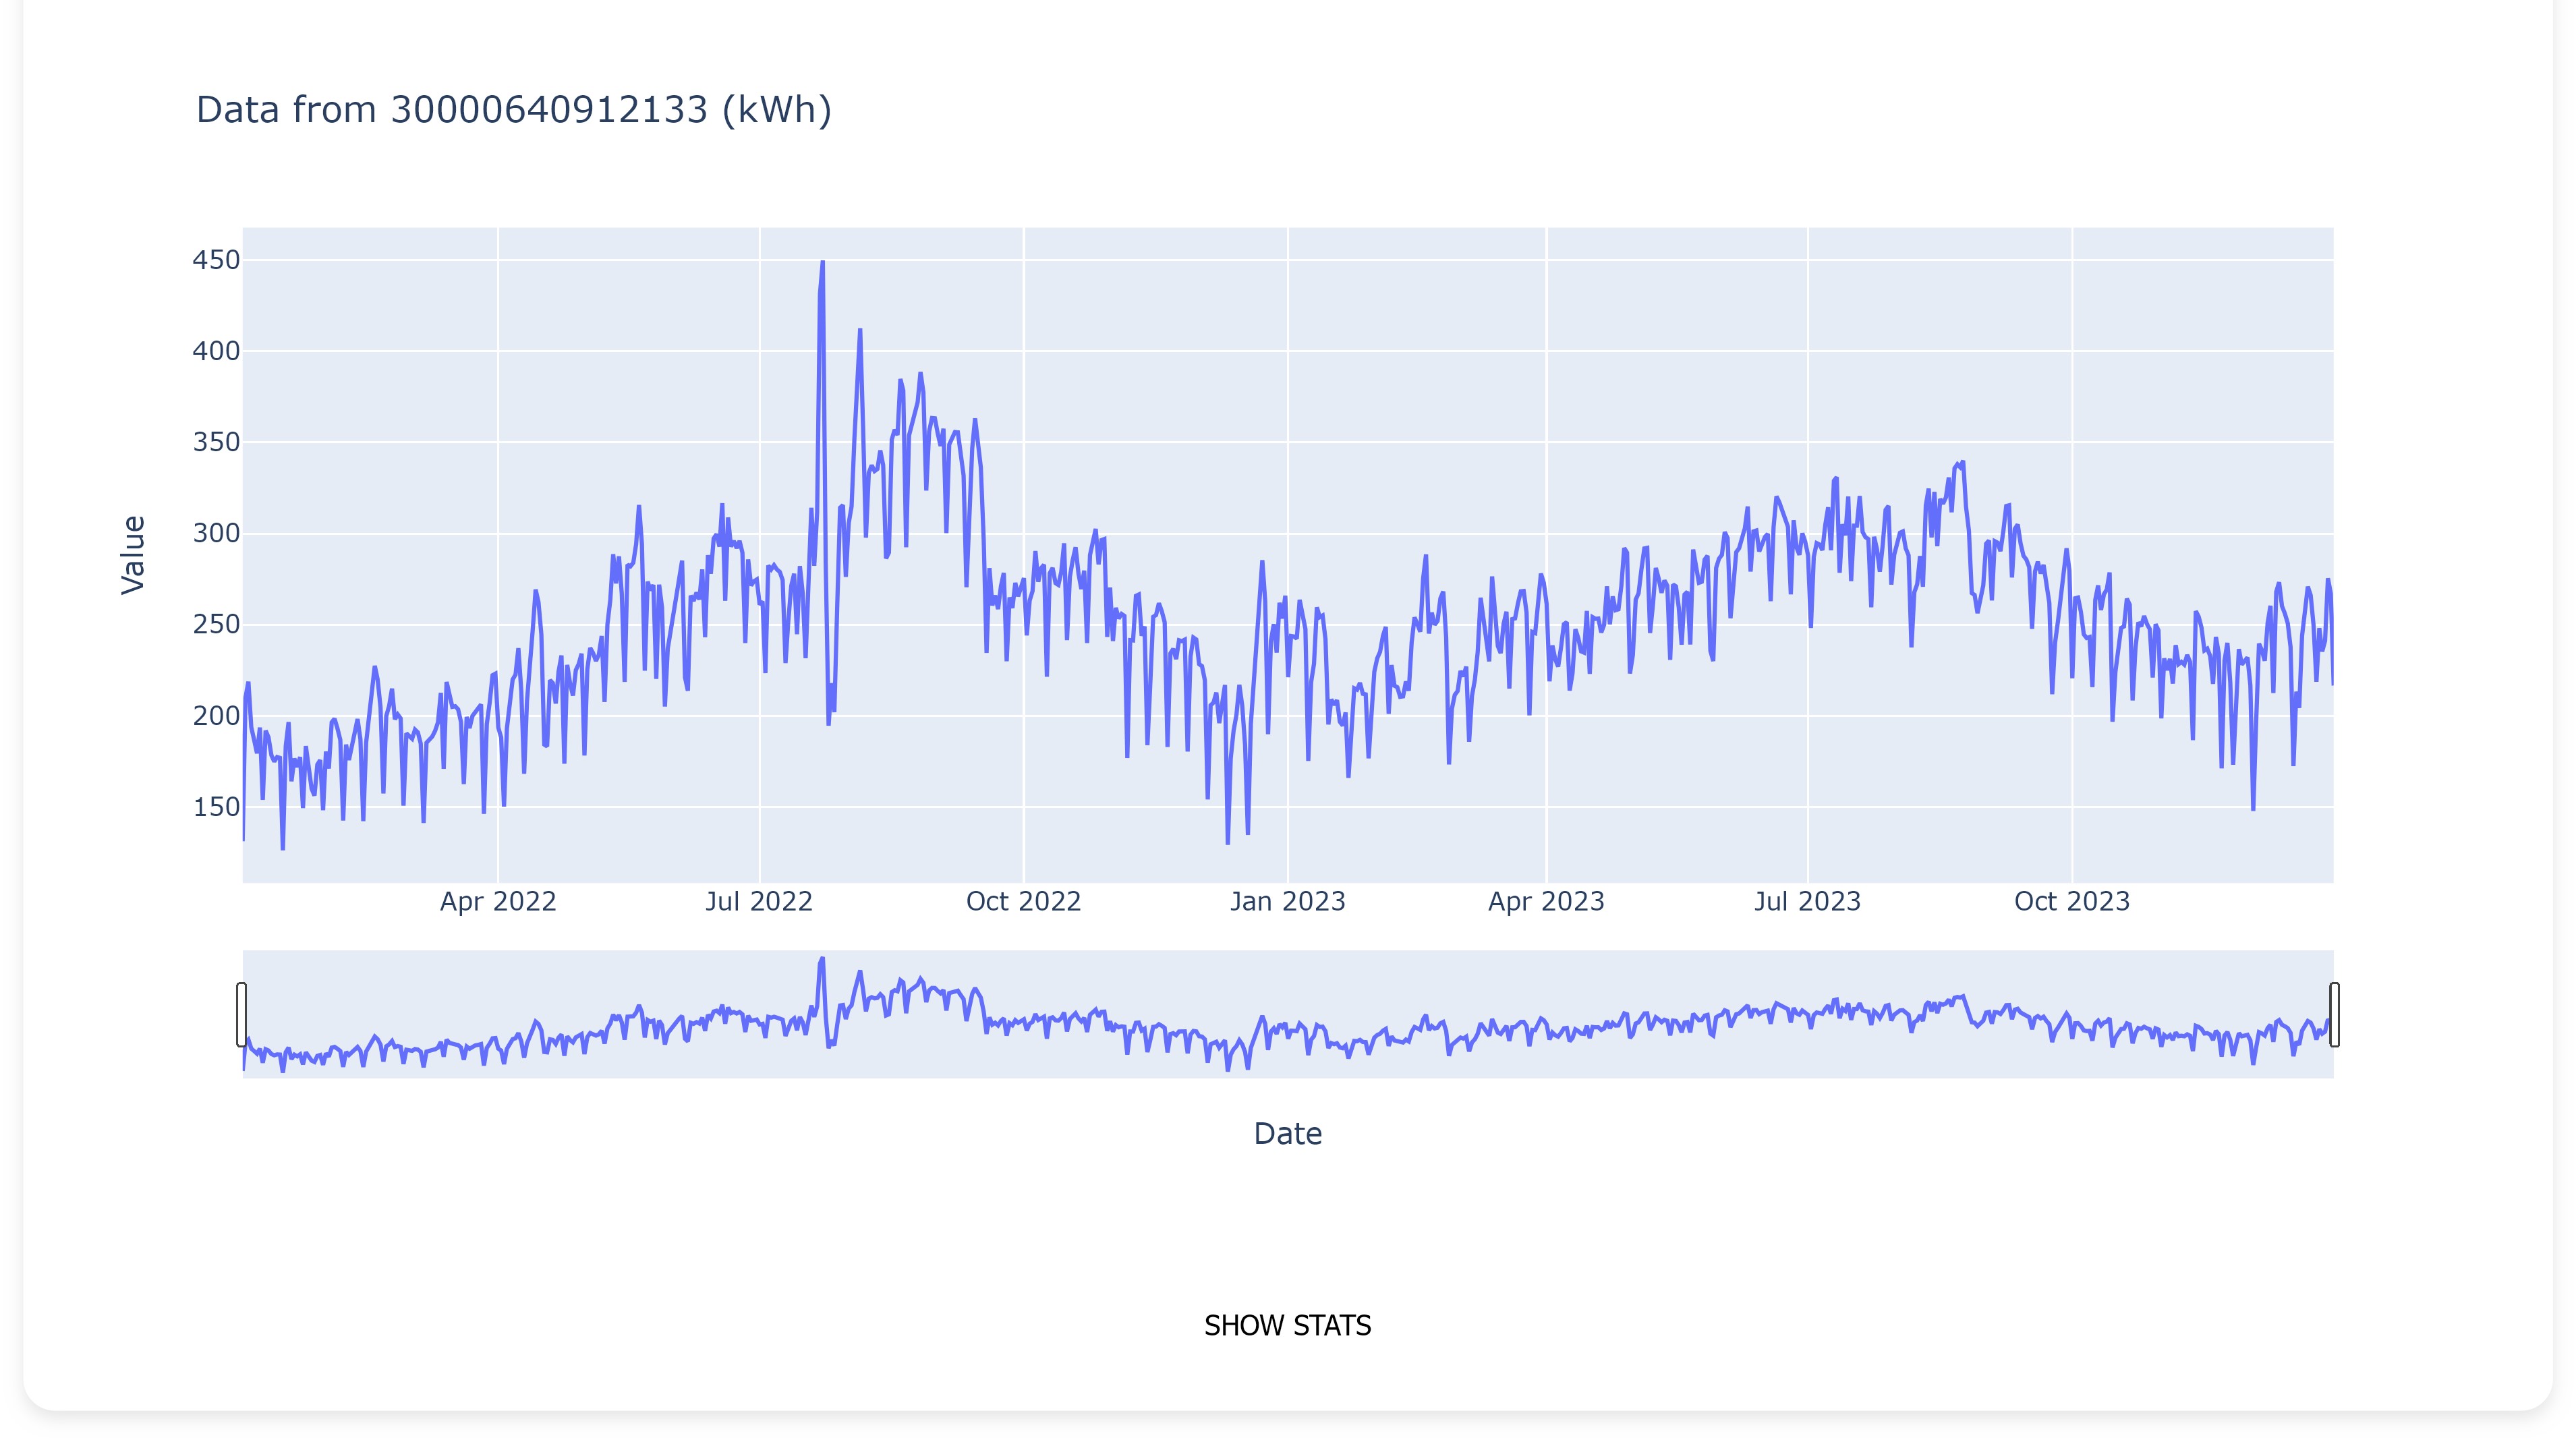 Data from 30000640912133 (kWh)
450
400
350
300
250
200
150
Value
Apr 2022
Jul 2022
Oct 2022
Jan 2023
Apr 2023
Jul 2023
Oct 2023
Date
SHOW STATS